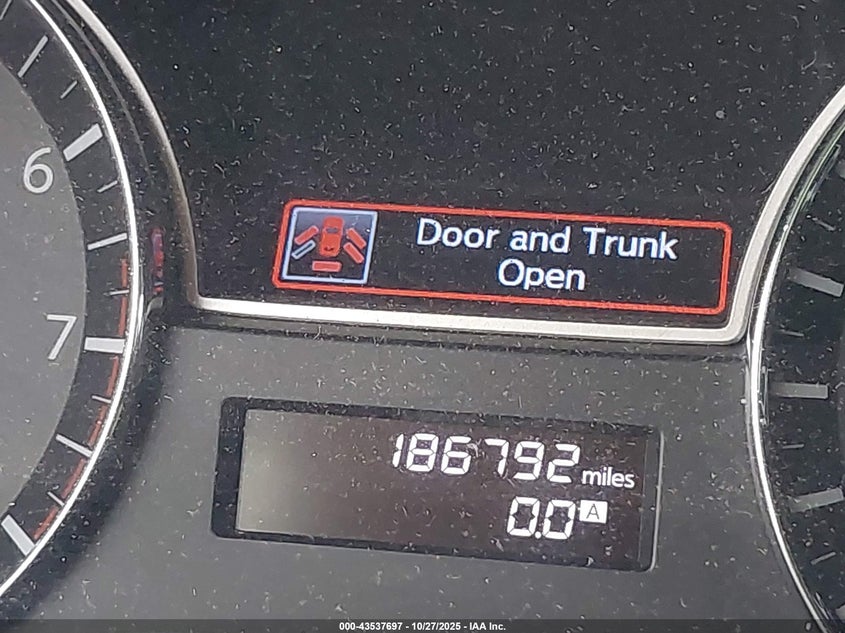 6
7
Door and Trunk
Open
186792 miles
0.0 A
000-43537697 - 10/27/2025 - IAA Inc.